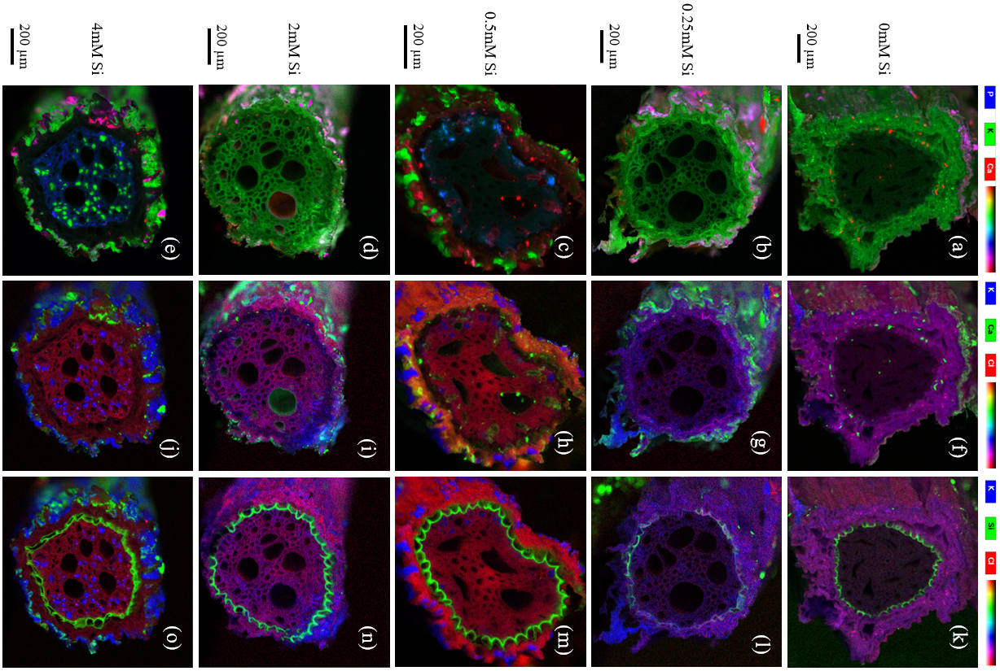 P K Ca K Ca Cl K Si Cl
(a) (f) (k)
0mM Si
200 µm
(b) (g) (l)
0.25mM Si
200 µm
(c) (h) (m)
0.5mM Si
200 µm
(d) (i) (n)
2mM Si
200 µm
(e) (j) (o)
4mM Si
200 µm